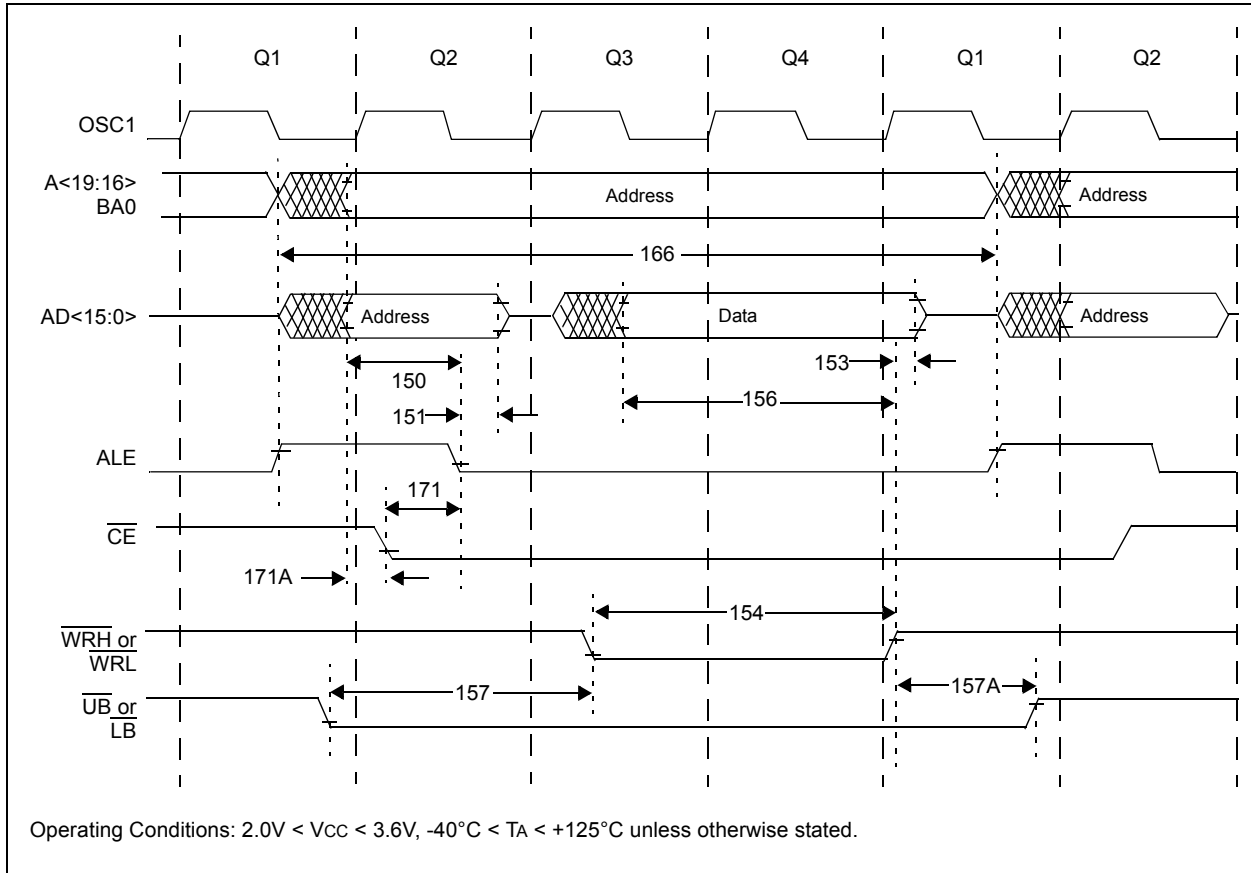 Q1 Q2 Q3 Q4 Q1 Q2
OSC1
A<19:16>
BA0
Address
Address
166
AD<15:0>
Address
Data
Address
150
153
151
156
ALE
171
CE
171A
154
WRH or
WRL
157
157A
UB or
LB
Operating Conditions: 2.0V < VCC < 3.6V, -40°C < TA < +125°C unless otherwise stated.